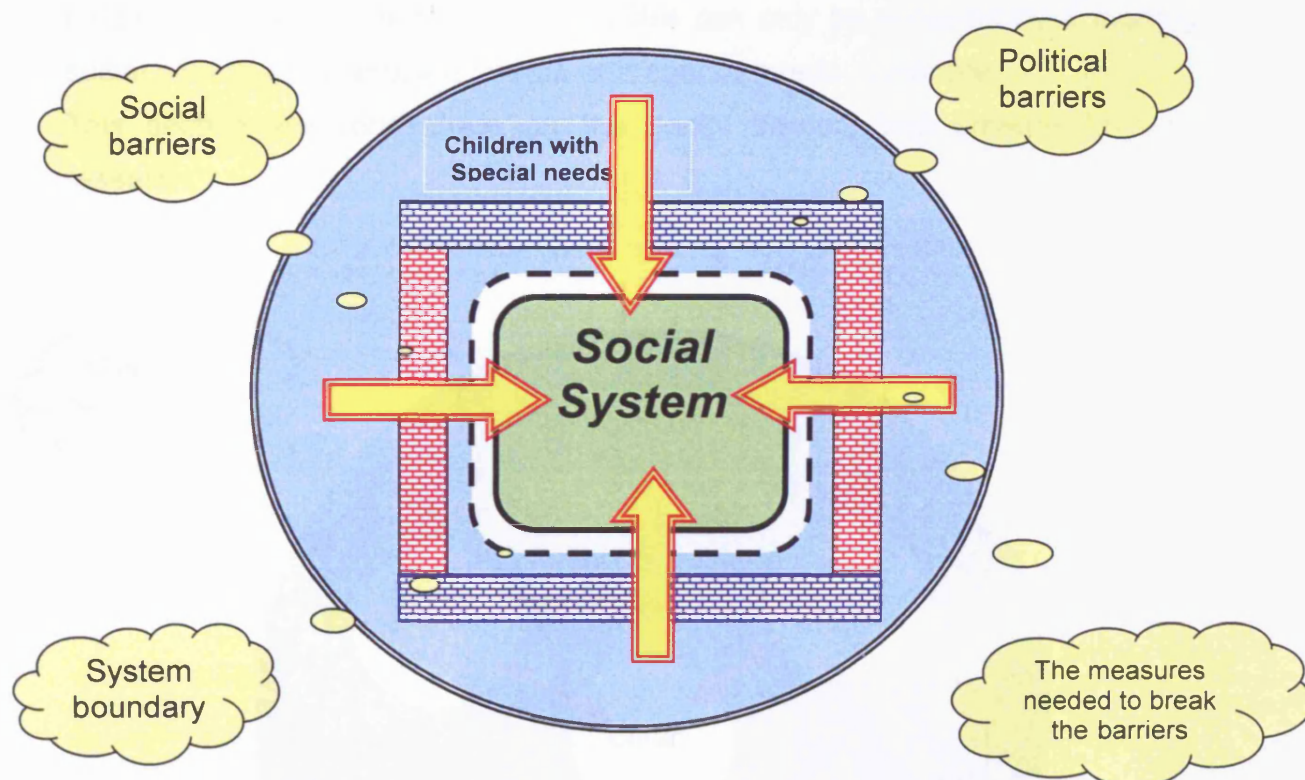 Social
barriers
Political
barriers
Children with
Special needs
Social
System
System
boundary
The measures
needed to break
the barriers